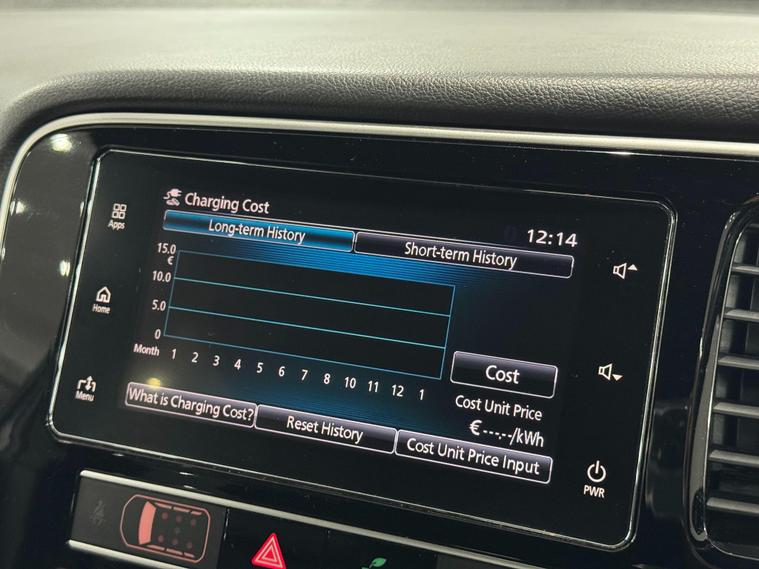 Charging Cost
12:14
Apps
Long-term History
Short-term History
15.0
€
10.0
5.0
0
Month 1 2 3 4 5 6 7 8 10 11 12 1
Home
Menu
Cost
Cost Unit Price
€ ---.--/kWh
What is Charging Cost?
Reset History
Cost Unit Price Input
PWR